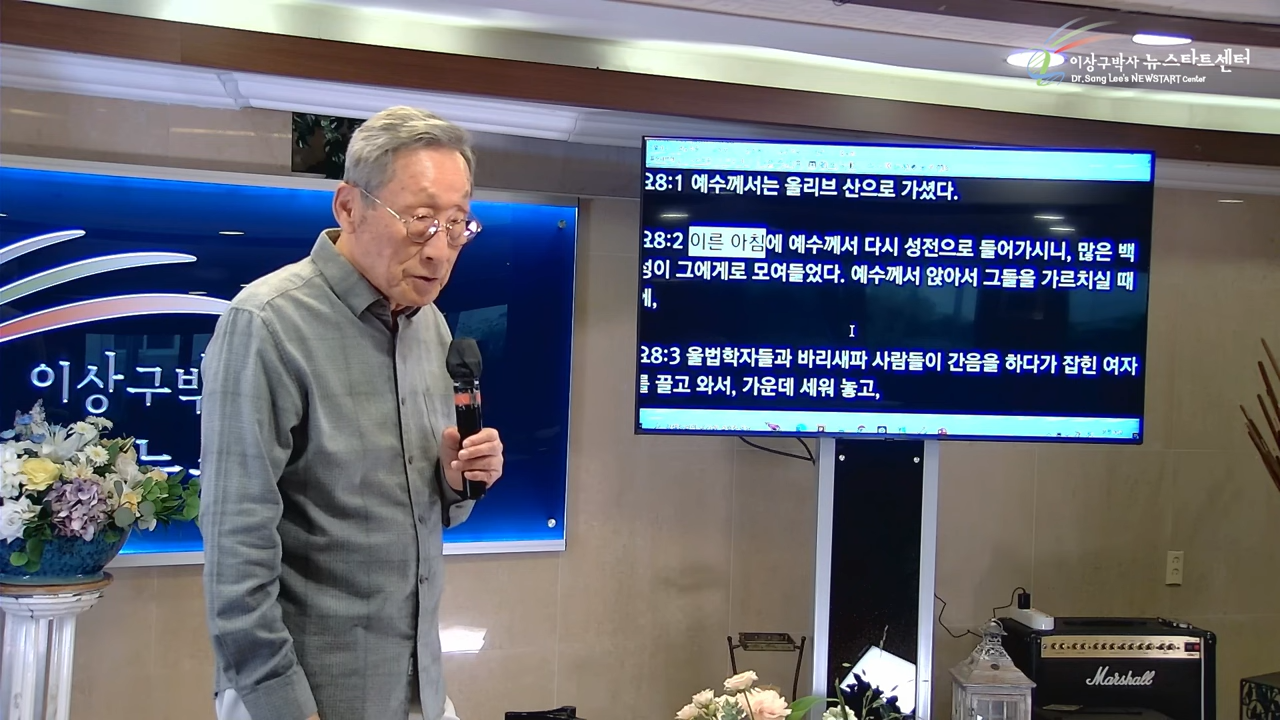 이상구박사 뉴스타트센터
Dr.Sang Lee's NEWSTART Center
요8:1 예수께서는 올리브 산으로 가셨다.
요8:2 이른 아침에 예수께서 다시 성전으로 들어가시니, 많은 백
성이 그에게로 모여들었다. 예수께서 앉아서 그들을 가르치실 때
에,
요8:3 율법학자들과 바리새파 사람들이 간음을 하다가 잡힌 여자
를 끌고 와서, 가운데 세워 놓고,
이상구
Marshall